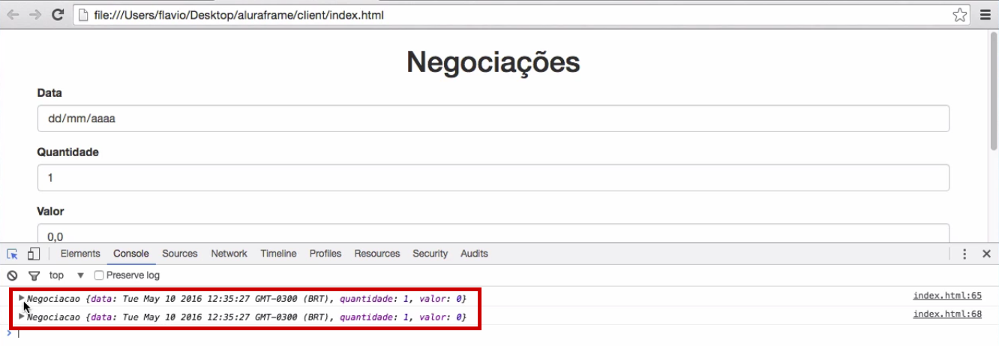 file:///Users/flavio/Desktop/aluraframe/client/index.html
Negociações
Data
dd/mm/aaaa
Quantidade
1
Valor
0,0
Elements Console Sources Network Timeline Profiles Resources Security Audits
top ▼ Preserve log
Negociacao {data: Tue May 10 2016 12:35:27 GMT-0300 (BRT), quantidade: 1, valor: 0} index.html:65
Negociacao {data: Tue May 10 2016 12:35:27 GMT-0300 (BRT), quantidade: 1, valor: 0} index.html:68
>